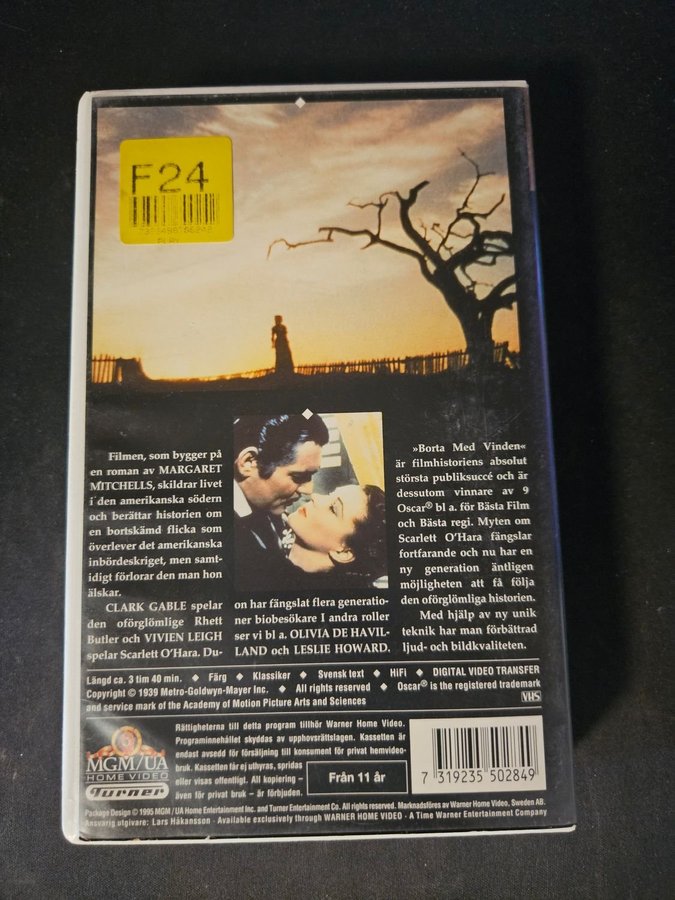 F24
Filmen, som bygger på
en roman av MARGARET
MITCHELLS, skildrar livet
i den amerikanska södern
och berättar historien om
en bortskämd flicka som
överlever det amerikanska
inbördeskriget, men samt-
idigt förlorar den man hon
älskar.
CLARK GABLE spelar
den oförglömlige Rhett
Butler och VIVIEN LEIGH
spelar Scarlett O'Hara. Du-
on har fängslat flera generatio-
ner biobesökare I andra roller
ser vi bl a. OLIVIA DE HAVIL-
LAND och LESLIE HOWARD.
»Borta Med Vinden«
är filmhistoriens absolut
största publiksuccé och är
dessutom vinnare av 9
Oscar® bl a. för Bästa Film
och Bästa regi. Myten om
Scarlett O'Hara fängslar
fortfarande och nu har en
ny generation äntligen
möjligheten att få följa
den oförglömliga historien.
Med hjälp av ny unik
teknik har man förbättrad
ljud- och bildkvaliteten.
Längd ca. 3 tim 40 min. ◆ Färg ◆ Klassiker ◆ Svensk text ◆ HiFi ◆ DIGITAL VIDEO TRANSFER
Copyright © 1939 Metro-Goldwyn-Mayer Inc. ◆ All rights reserved ◆ Oscar® is the registered trademark
and service mark of the Academy of Motion Picture Arts and Sciences
VHS
MGM/UA
HOME VIDEO
Turner
Rättigheterna till detta program tillhör Warner Home Video.
Programinnehållet skyddas av upphovsrättslagen. Kassetten är
endast avsedd för försäljning till konsument för privat hemvideo-
bruk. Kassetten får ej uthyras, spridas
eller visas offentligt. All kopiering –
även för privat bruk – är förbjuden.
Från 11 år
7 319235 502849
Package Design © 1995 MGM / UA Home Entertainment Inc. and Turner Entertainment Co. All rights reserved. Marknadsföres av Warner Home Video, Sweden AB.
Ansvarig utgivare: Lars Håkansson - Available exclusively through WARNER HOME VIDEO - A Time Warner Entertainment Company